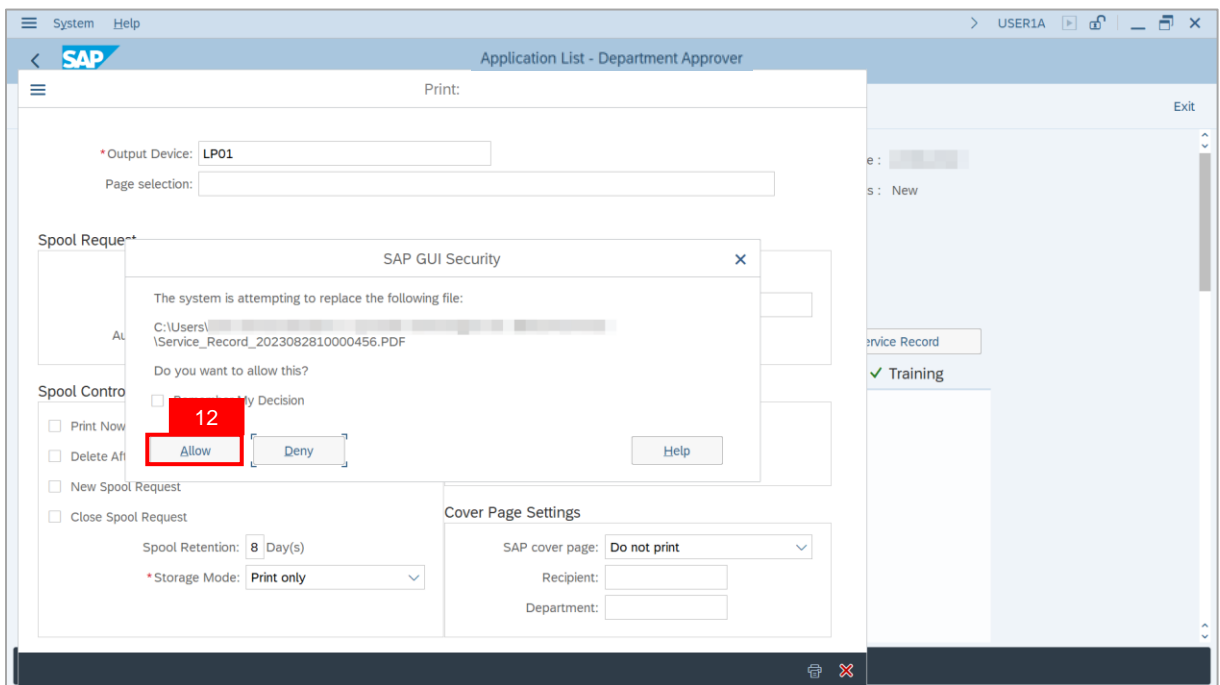 System Help USER1A
SAP Application List - Department Approver
Print:
Exit
*Output Device: LP01
Page selection:
e :
s : New
Spool Request
SAP GUI Security
The system is attempting to replace the following file:
C:\Users\
\Service_Record_2023082810000456.PDF
Au
ervice Record
Do you want to allow this?
Training
Spool Contro
My Decision
12
Print Now
Allow Deny Help
Delete Aft
New Spool Request
Close Spool Request
Cover Page Settings
Spool Retention: 8 Day(s)
SAP cover page: Do not print
*Storage Mode: Print only
Recipient:
Department: